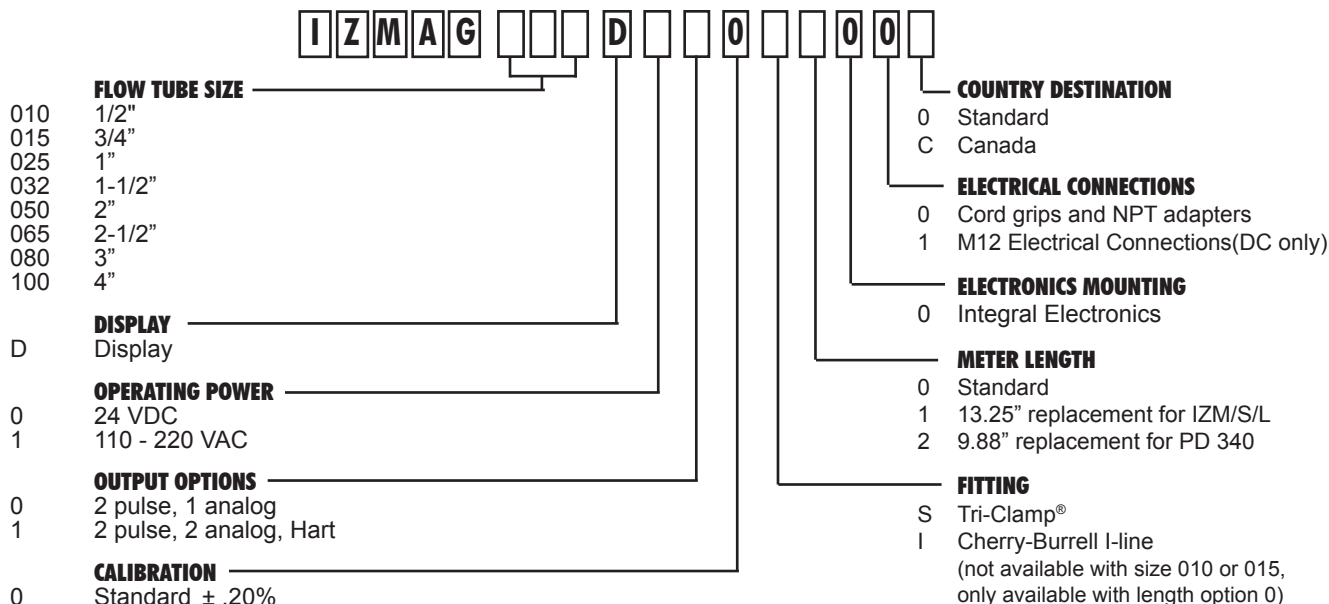 IZMAG D 0 00
FLOW TUBE SIZE
010 1/2"
015 3/4”
025 1”
032 1-1/2”
050 2”
065 2-1/2”
080 3”
100 4”
DISPLAY
D Display
OPERATING POWER
0 24 VDC
1 110 - 220 VAC
OUTPUT OPTIONS
0 2 pulse, 1 analog
1 2 pulse, 2 analog, Hart
CALIBRATION
0 Standard ± .20%
COUNTRY DESTINATION
0 Standard
C Canada
ELECTRICAL CONNECTIONS
0 Cord grips and NPT adapters
1 M12 Electrical Connections(DC only)
ELECTRONICS MOUNTING
0 Integral Electronics
METER LENGTH
0 Standard
1 13.25” replacement for IZM/S/L
2 9.88” replacement for PD 340
FITTING
S Tri-Clamp®
I Cherry-Burrell I-line
(not available with size 010 or 015,
only available with length option 0)